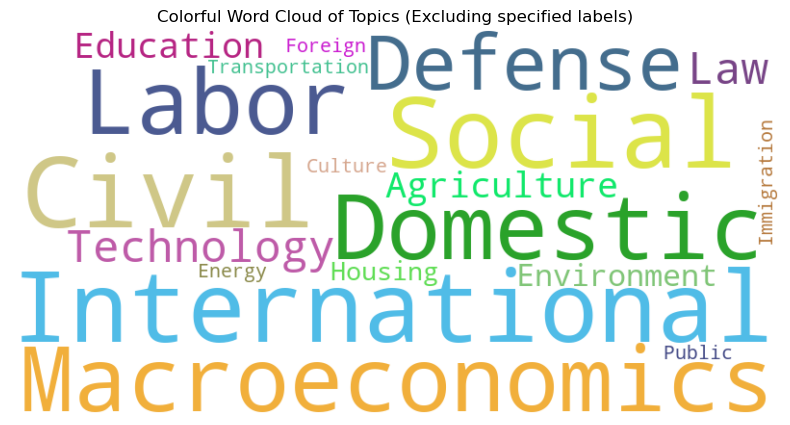 Colorful Word Cloud of Topics (Excluding specified labels)
Education
Foreign
Transportation
Defense
Law
Labor
Social
Civil
Culture
Agriculture
Immigration
Domestic
Technology
Energy
Housing
Environment
International
Public
Macroeconomics